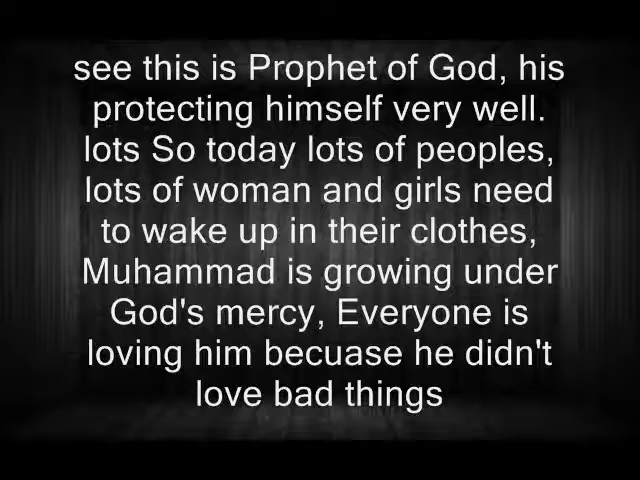 see this is Prophet of God, his
protecting himself very well.
lots So today lots of peoples,
lots of woman and girls need
to wake up in their clothes,
Muhammad is growing under
God's mercy, Everyone is
loving him becuase he didn't
love bad things